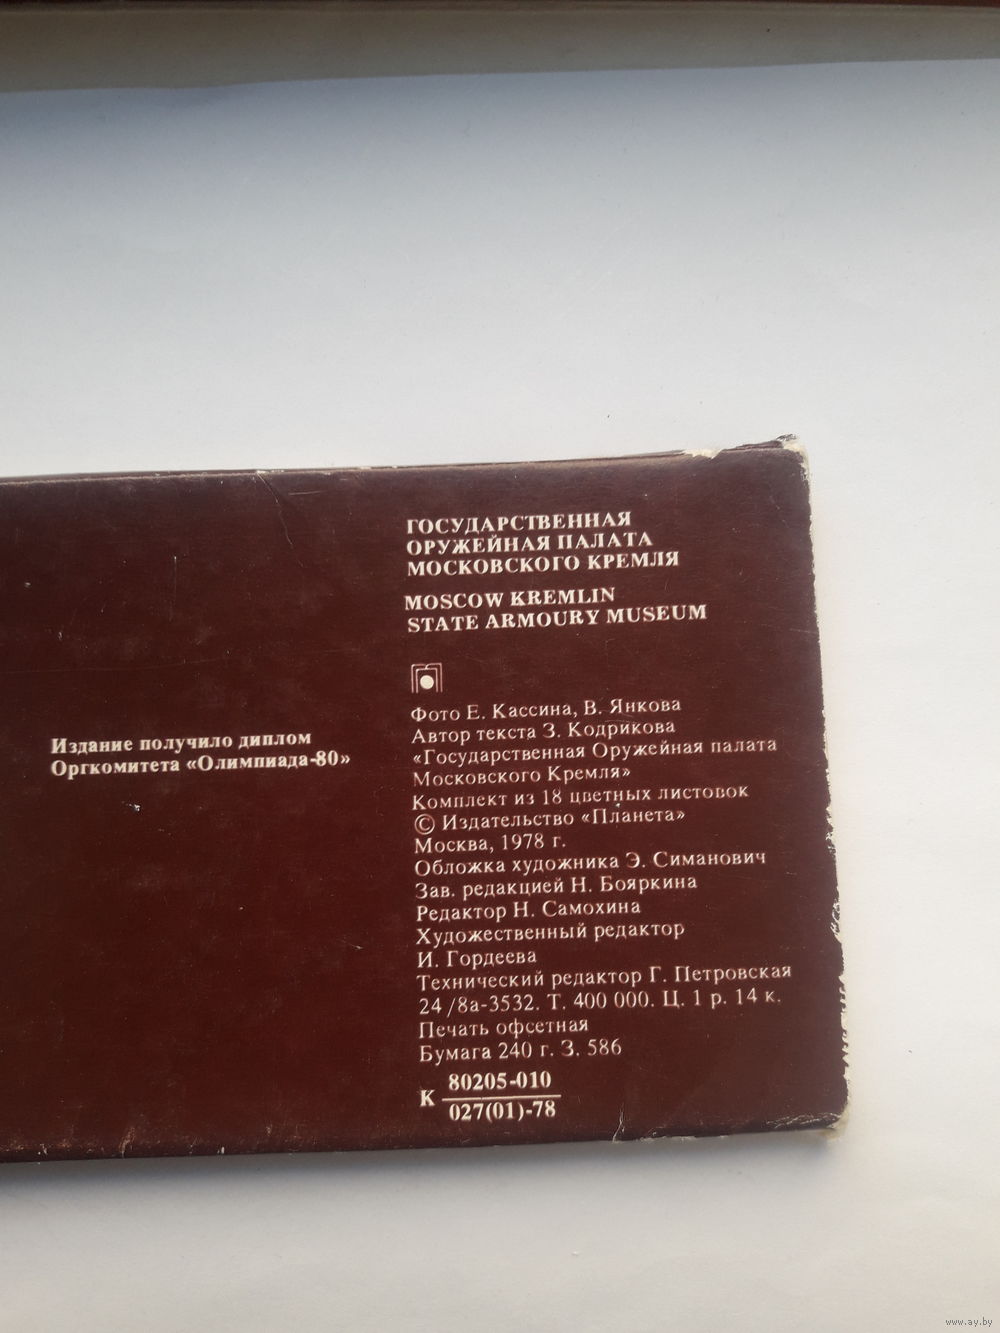 ГОСУДАРСТВЕННАЯ
ОРУЖЕЙНАЯ ПАЛАТА
МОСКОВСКОГО КРЕМЛЯ
MOSCOW KREMLIN
STATE ARMOURY MUSEUM
Издание получило диплом
Оргкомитета «Олимпиада-80»
Фото Е. Кассина, В. Янкова
Автор текста З. Кодрикова
«Государственная Оружейная палата
Московского Кремля»
Комплект из 18 цветных листовок
© Издательство «Планета»
Москва, 1978 г.
Обложка художника Э. Симанович
Зав. редакцией Н. Бояркина
Редактор Н. Самохина
Художественный редактор
И. Гордеева
Технический редактор Г. Петровская
24/8а-3532. Т. 400 000. Ц. 1 р. 14 к.
Печать офсетная
Бумага 240 г. З. 586
К 80205-010
027(01)-78
www.ay.by